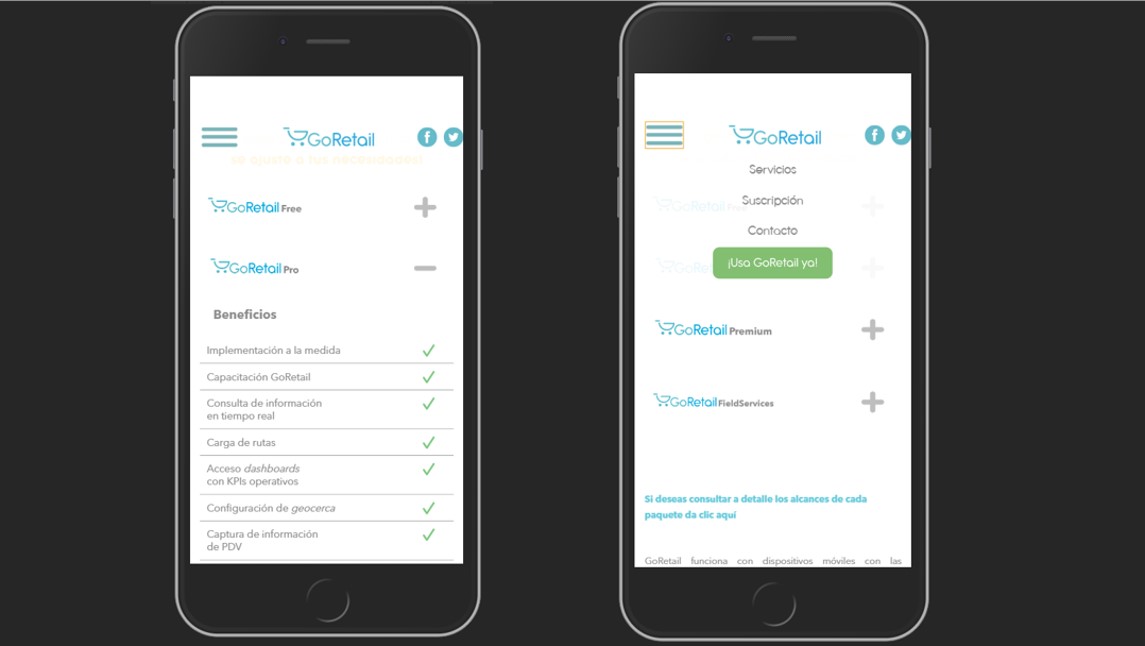 GoRetail
se ajuste a tus necesidades!
GoRetail Free
GoRetail Pro
Beneficios
Implementación a la medida
Capacitación GoRetail
Consulta de información
en tiempo real
Carga de rutas
Acceso dashboards
con KPIs operativos
Configuración de geocerca
Captura de información
de PDV
GoRetail
Servicios
GoRetail Free
Suscripción
Contacto
GoRetail
¡Usa GoRetail ya!
GoRetail Premium
GoRetail FieldServices
Si deseas consultar a detalle los alcances de cada
paquete da clic aquí
GoRetail funciona con dispositivos móviles con las